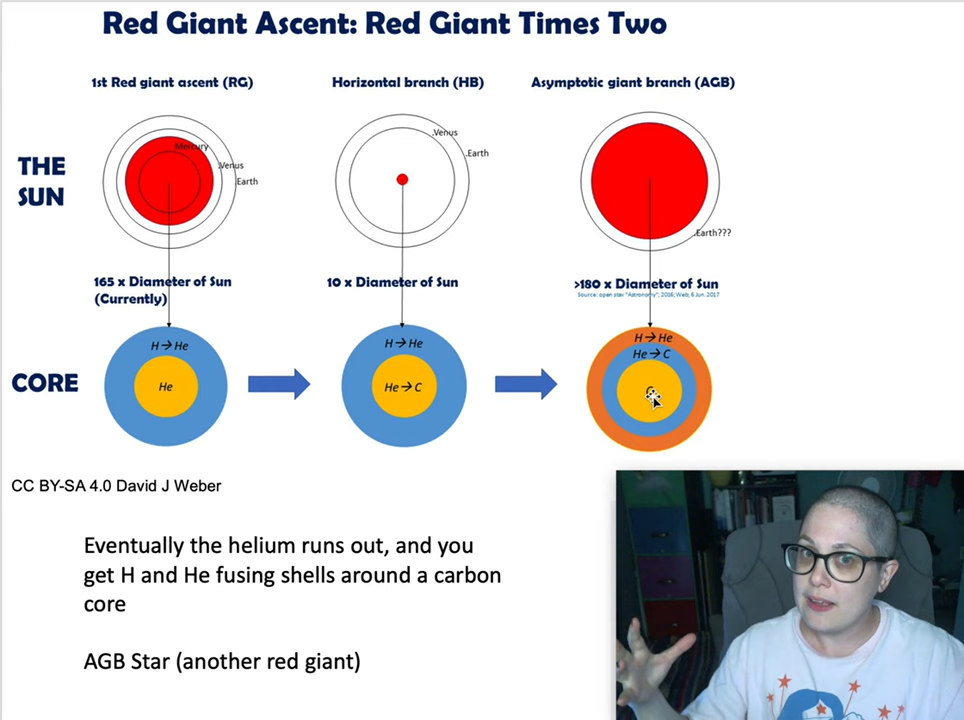 Red Giant Ascent: Red Giant Times Two
1st Red giant ascent (RG)
Horizontal branch (HB)
Asymptotic giant branch (AGB)
THE
SUN
Mercury
Venus
Earth
Venus
Earth
Earth???
165 x Diameter of Sun
(Currently)
10 x Diameter of Sun
>180 x Diameter of Sun
Source: open stax "Astronomy"; 2016; Web; 6 Jun. 2017
CORE
H→He
He
H→He
He→C
H→He
He→C
CC BY-SA 4.0 David J Weber
Eventually the helium runs out, and you
get H and He fusing shells around a carbon
core
AGB Star (another red giant)